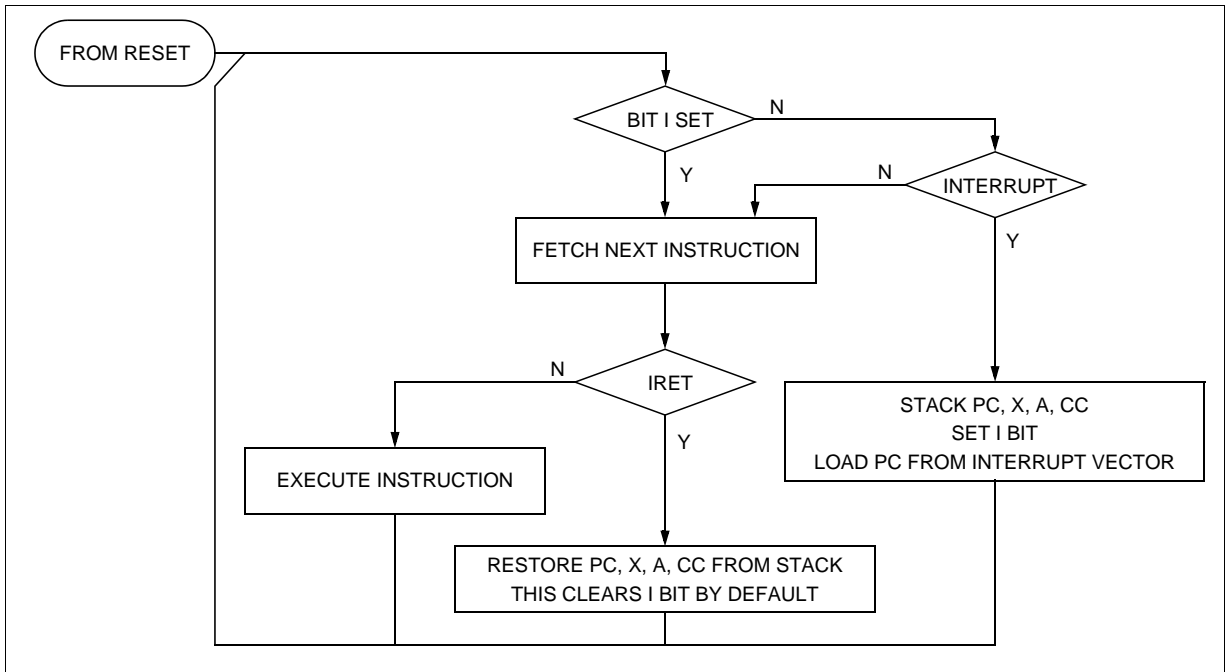 FROM RESET
BIT I SET
N
Y
N
INTERRUPT
Y
FETCH NEXT INSTRUCTION
N
IRET
Y
STACK PC, X, A, CC
SET I BIT
LOAD PC FROM INTERRUPT VECTOR
EXECUTE INSTRUCTION
RESTORE PC, X, A, CC FROM STACK
THIS CLEARS I BIT BY DEFAULT